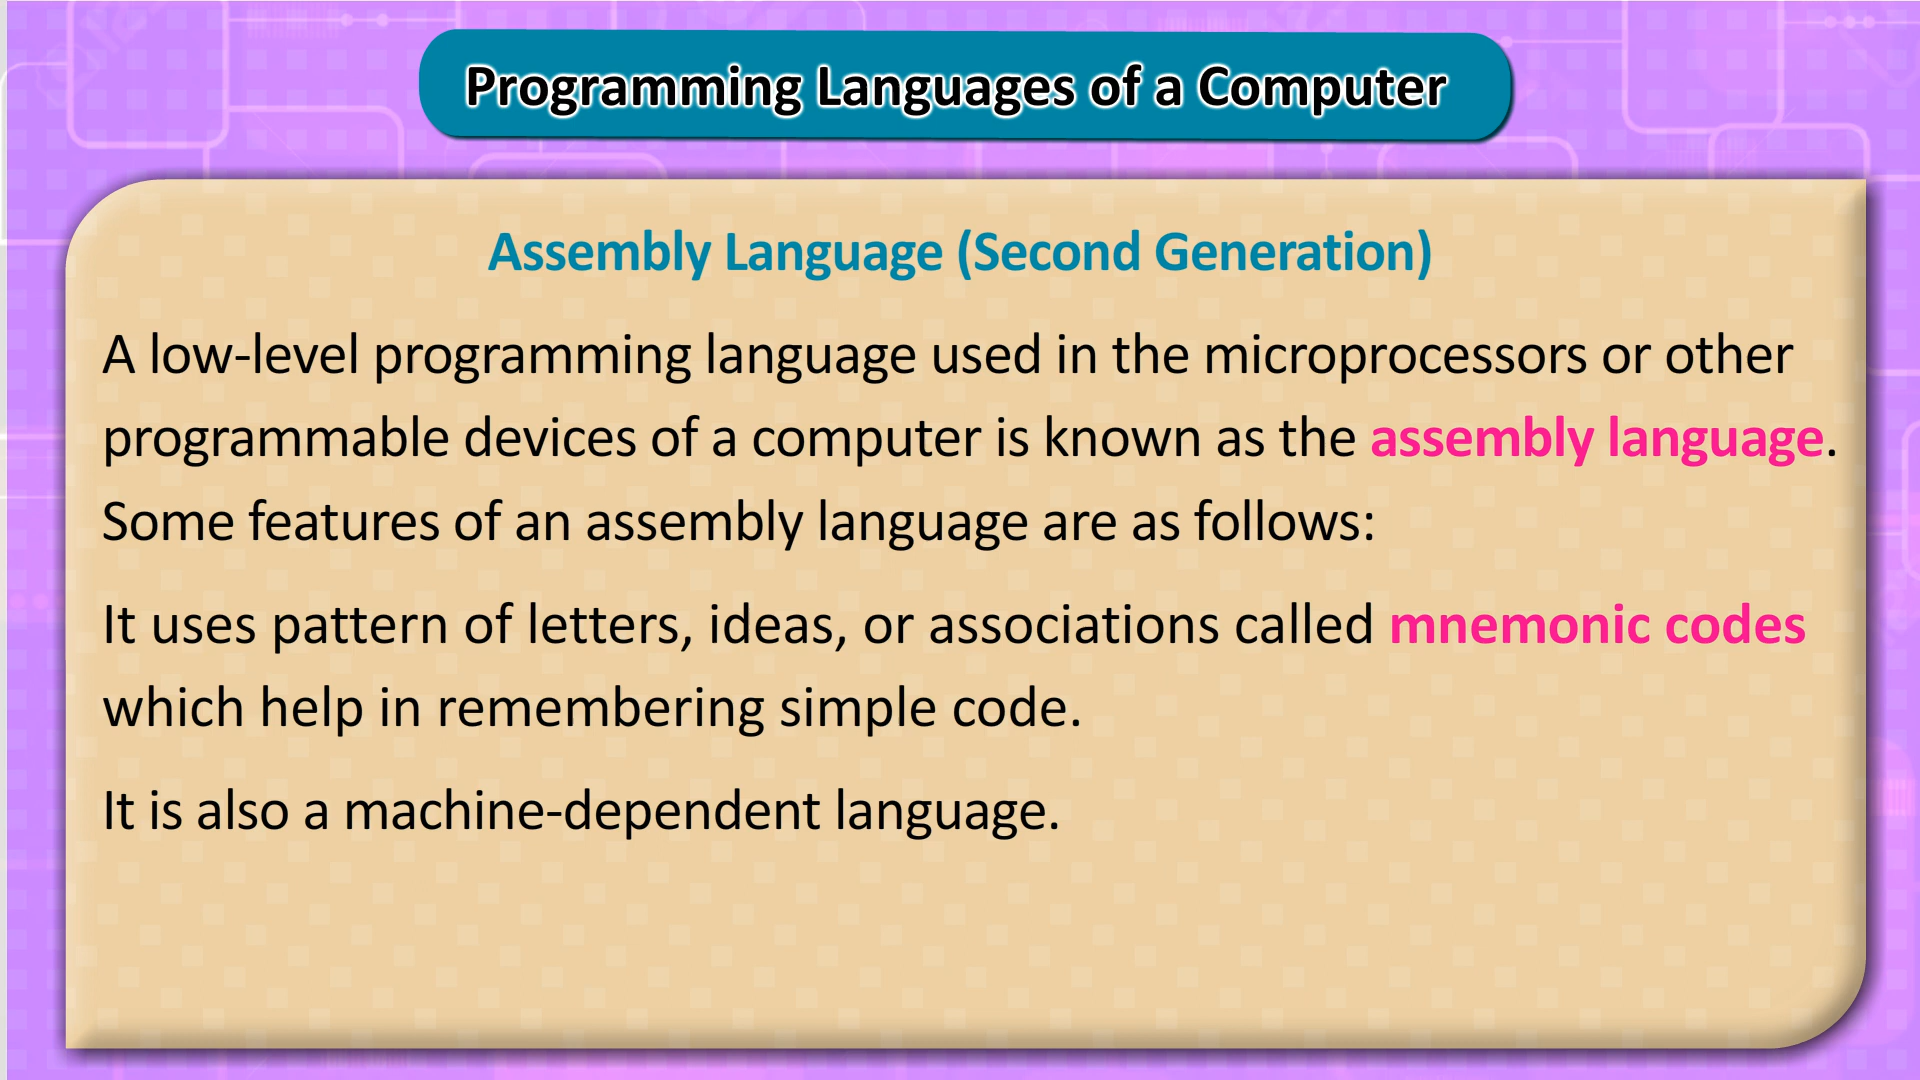 Programming Languages of a Computer
Assembly Language (Second Generation)
A low-level programming language used in the microprocessors or other
programmable devices of a computer is known as the assembly language.
Some features of an assembly language are as follows:
It uses pattern of letters, ideas, or associations called mnemonic codes
which help in remembering simple code.
It is also a machine-dependent language.